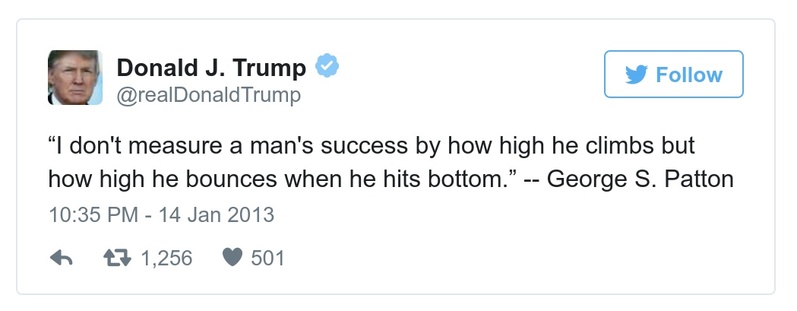 Donald J. Trump
@realDonaldTrump
Follow
“I don't measure a man's success by how high he climbs but
how high he bounces when he hits bottom.” -- George S. Patton
10:35 PM - 14 Jan 2013
1,256 501